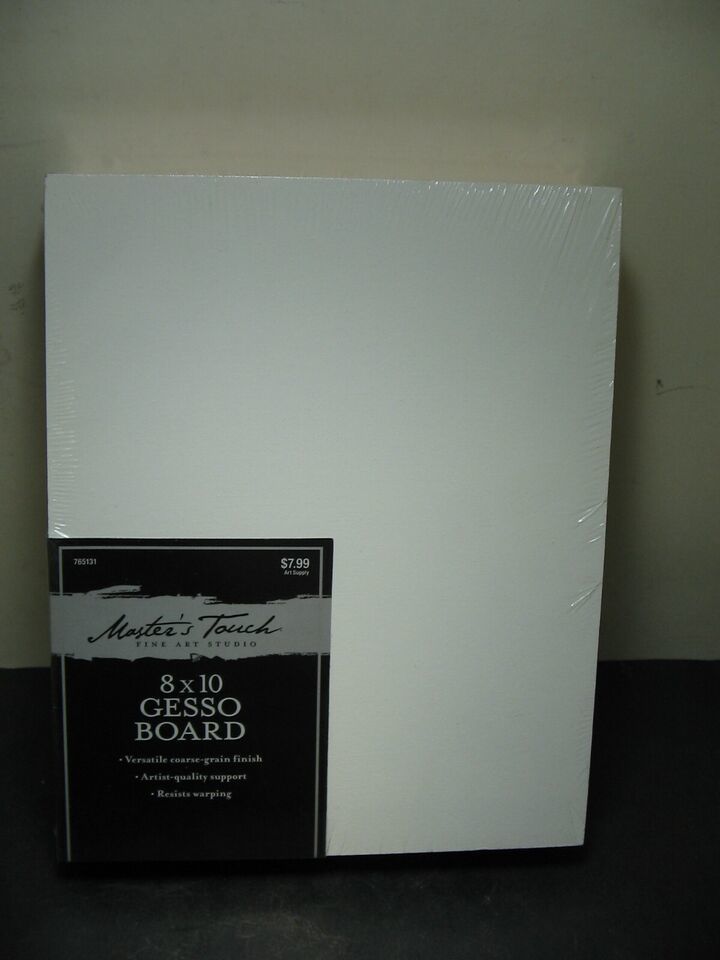 765131
$7.99
Art Supply
Master's Touch
FINE ART STUDIO
8 x 10
GESSO
BOARD
• Versatile coarse-grain finish
• Artist-quality support
• Resists warping